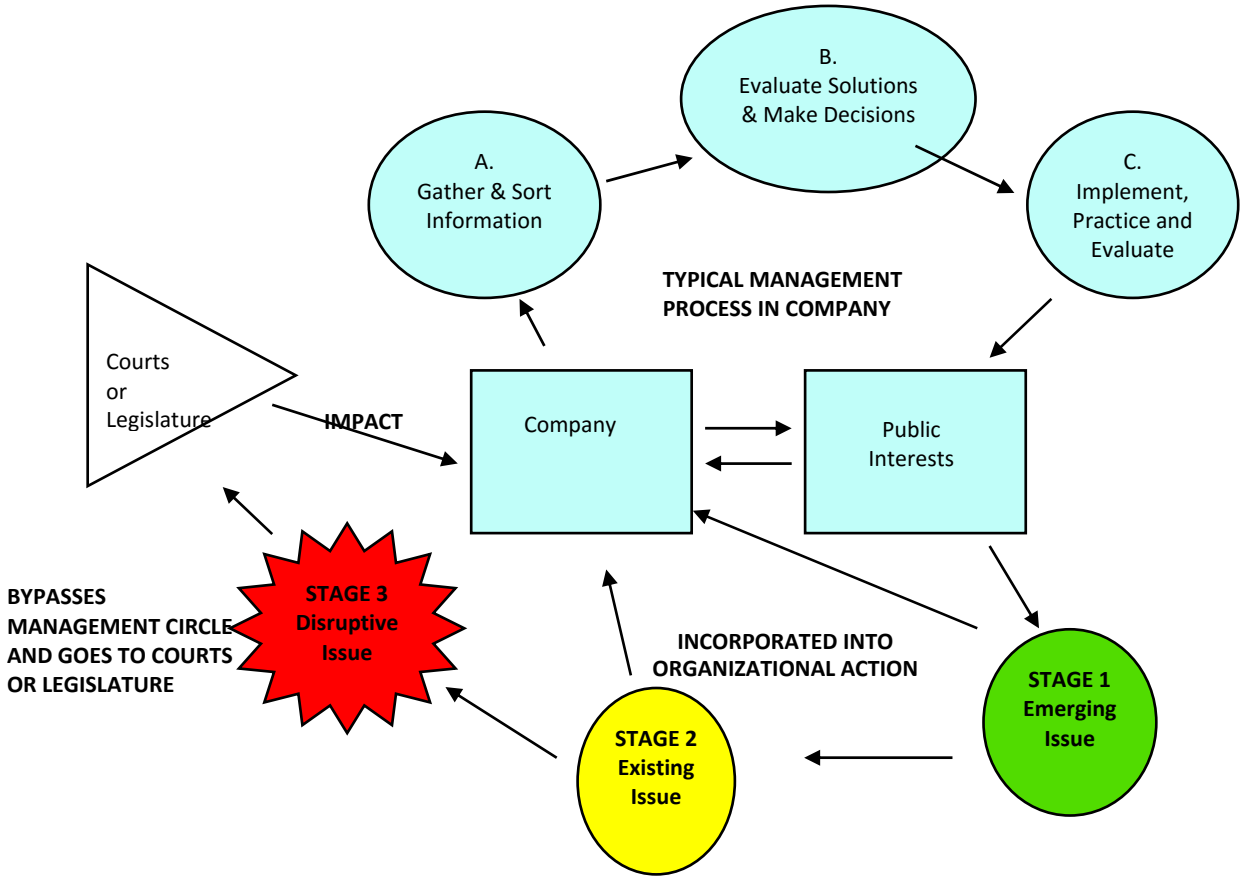 B.
Evaluate Solutions
& Make Decisions
A.
Gather & Sort
Information
C.
Implement,
Practice and
Evaluate
TYPICAL MANAGEMENT
PROCESS IN COMPANY
Courts
or
Legislature
IMPACT
Company
Public
Interests
BYPASSES
MANAGEMENT CIRCLE
AND GOES TO COURTS
OR LEGISLATURE
STAGE 3
Disruptive
Issue
INCORPORATED INTO
ORGANIZATIONAL ACTION
STAGE 2
Existing
Issue
STAGE 1
Emerging
Issue